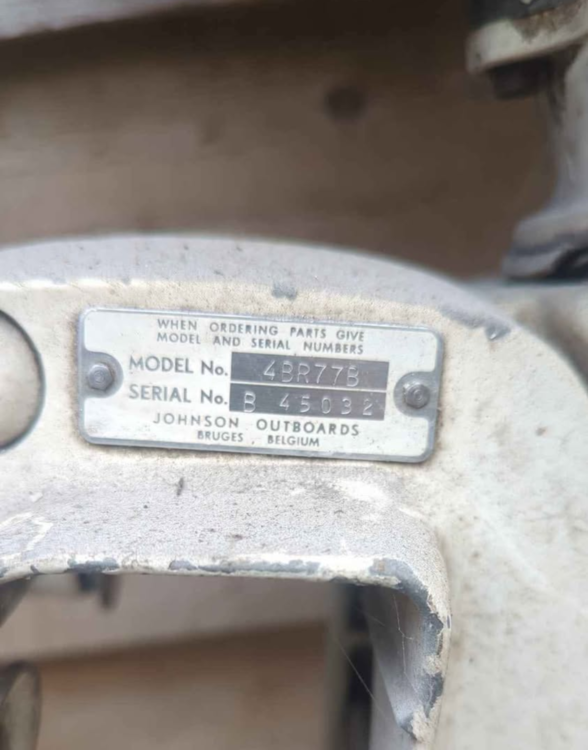 WHEN ORDERING PARTS GIVE
MODEL AND SERIAL NUMBERS
MODEL No. 4BR77B
SERIAL No. B 45032
JOHNSON OUTBOARDS
BRUGES, BELGIUM